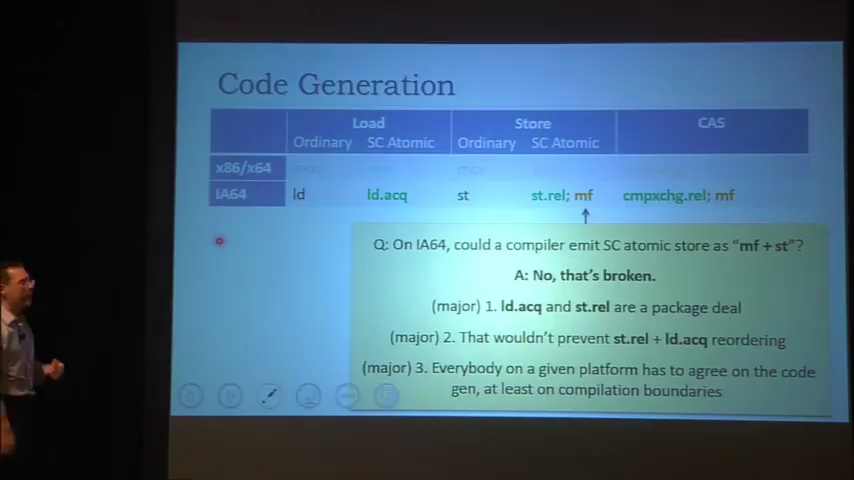 Code Generation
Load Store CAS
Ordinary SC Atomic Ordinary SC Atomic
x86/x64 mov mov
IA64 ld ld.acq st st.rel; mf cmpxchg.rel; mf
Q: On IA64, could a compiler emit SC atomic store as “mf + st”?
A: No, that’s broken.
(major) 1. ld.acq and st.rel are a package deal
(major) 2. That wouldn’t prevent st.rel + ld.acq reordering
(major) 3. Everybody on a given platform has to agree on the code
gen, at least on compilation boundaries